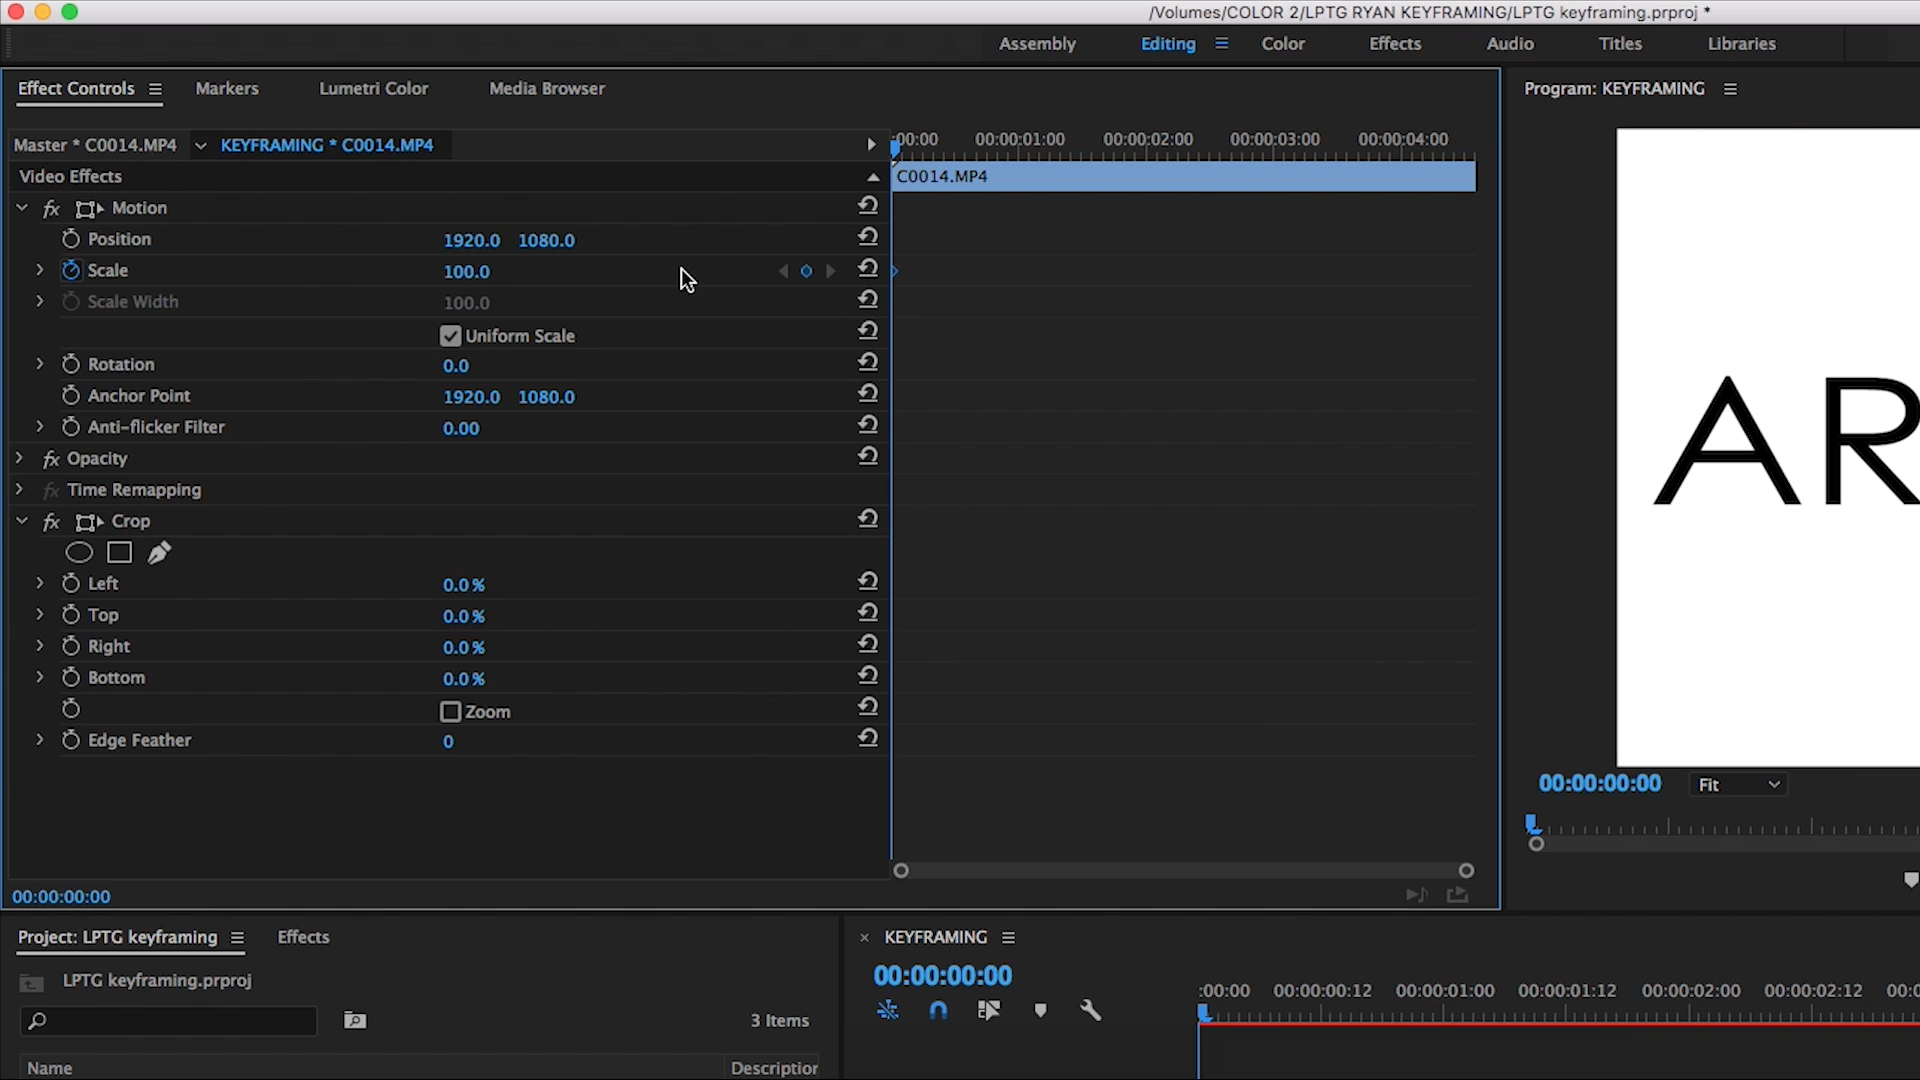 /Volumes/COLOR 2/LPTG RYAN KEYFRAMING/LPTG keyframing.prproj *
Assembly Editing Color Effects Audio Titles Libraries
Effect Controls Markers Lumetri Color Media Browser
Program: KEYFRAMING
Master * C0014.MP4 KEYFRAMING * C0014.MP4
:00:00 00:00:01:00 00:00:02:00 00:00:03:00 00:00:04:00
Video Effects
C0014.MP4
fx Motion
Position 1920.0 1080.0
Scale 100.0
Scale Width 100.0
Uniform Scale
Rotation 0.0
Anchor Point 1920.0 1080.0
Anti-flicker Filter 0.00
fx Opacity
fx Time Remapping
fx Crop
Left 0.0%
Top 0.0%
Right 0.0%
Bottom 0.0%
Zoom
Edge Feather 0
AR
00:00:00:00 Fit
00:00:00:00
Project: LPTG keyframing Effects
LPTG keyframing.prproj
3 Items
Name Description
KEYFRAMING
00:00:00:00
:00:00 00:00:00:12 00:00:01:00 00:00:01:12 00:00:02:00 00:00:02:12 00:0